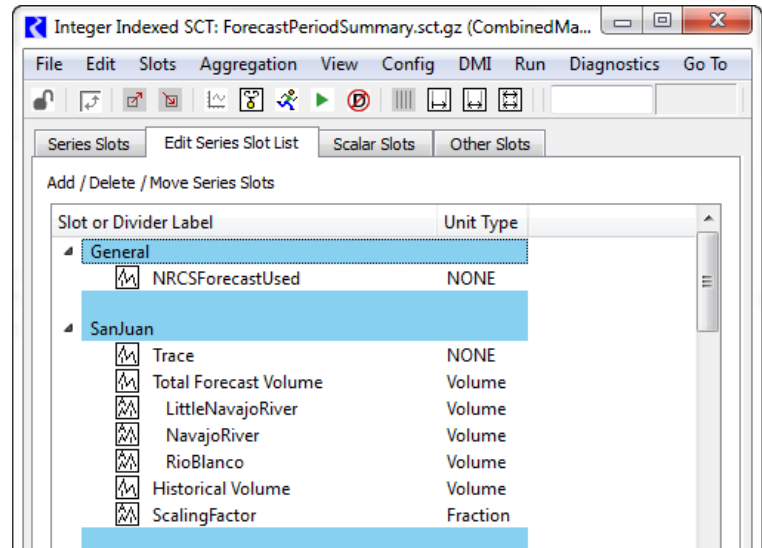 Integer Indexed SCT: ForecastPeriodSummary.sct.gz (CombinedMa...
File Edit Slots Aggregation View Config DMI Run Diagnostics Go To
Series Slots Edit Series Slot List Scalar Slots Other Slots
Add / Delete / Move Series Slots
Slot or Divider Label Unit Type
General
NRCSForecastUsed NONE
SanJuan
Trace NONE
Total Forecast Volume Volume
LittleNavajoRiver Volume
NavajoRiver Volume
RioBlanco Volume
Historical Volume Volume
ScalingFactor Fraction